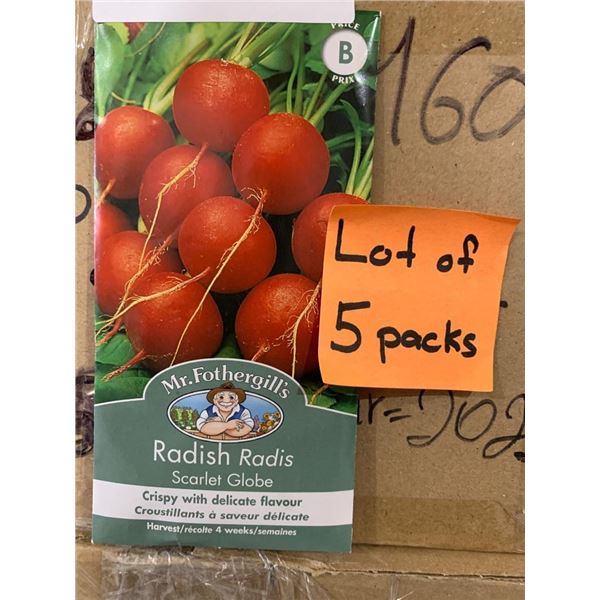 PRICE
B
PRIX
Lot of
5 packs
Mr. Fothergill's
Radish Radis
Scarlet Globe
Crispy with delicate flavour
Croustillants à saveur délicate
Harvest/récolte 4 weeks/semaines